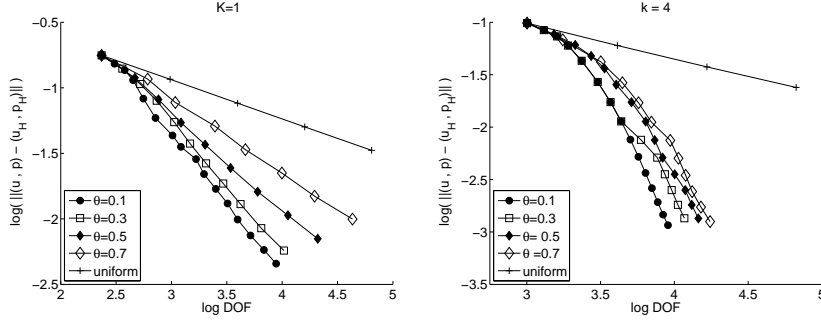 K=1
−0.5
−1
−1.5
−2
−2.5
2
2.5
3
3.5
4
4.5
5
log DOF
log( ||(u , p) − (u_H , p_H)|| )
θ=0.1
θ=0.3
θ=0.5
θ=0.7
uniform
k = 4
−1
−1.5
−2
−2.5
−3
−3.5
3
3.5
4
4.5
5
log DOF
log( ||(u , p) − (u_H , p_H)|| )
θ=0.1
θ=0.3
θ= 0.5
θ =0.7
uniform